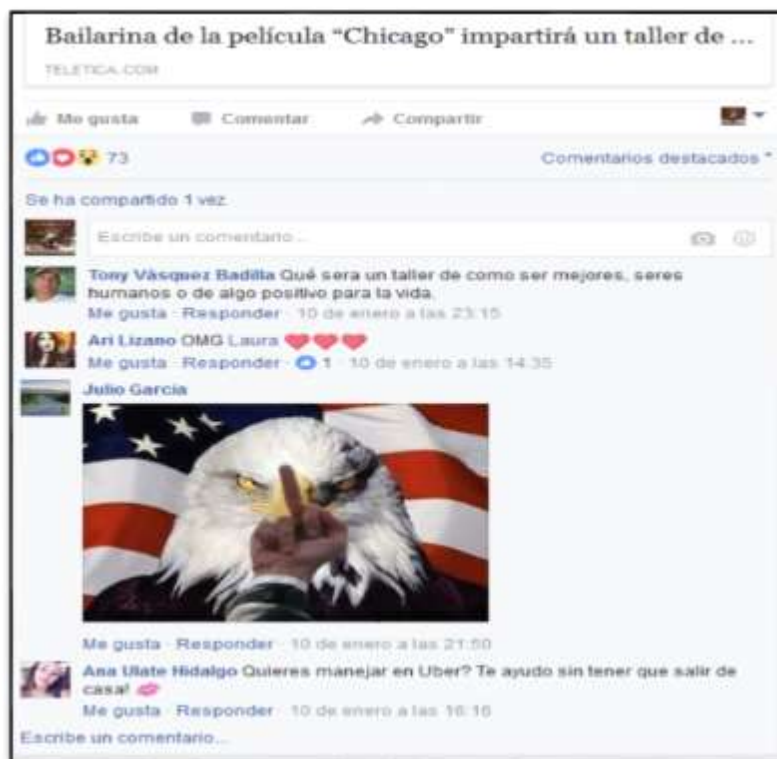 Bailarina de la película “Chicago” impartirá un taller de ...
TELETICA.COM
Me gusta Comentar Compartir
73 Comentarios destacados
Se ha compartido 1 vez
Escribe un comentario...
Tony Vásquez Badilla Qué sera un taller de como ser mejores, seres
humanos o de algo positivo para la vida.
Me gusta · Responder · 10 de enero a las 23:15
Ari Lizano OMG Laura ❤❤❤
Me gusta · Responder · 1 · 10 de enero a las 14:35
Julio García
Me gusta · Responder · 10 de enero a las 21:50
Ana Ulate Hidalgo Quieres manejar en Uber? Te ayudo sin tener que salir de
casa! 💋
Me gusta · Responder · 10 de enero a las 16:16
Escribe un comentario...